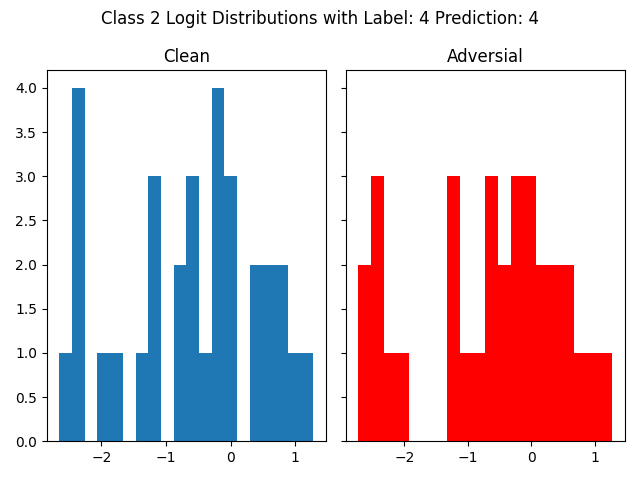 Class 2 Logit Distributions with Label: 4 Prediction: 4
Clean
Adversial
4.0
3.5
3.0
2.5
2.0
1.5
1.0
0.5
0.0
−2 −1 0 1
−2 −1 0 1